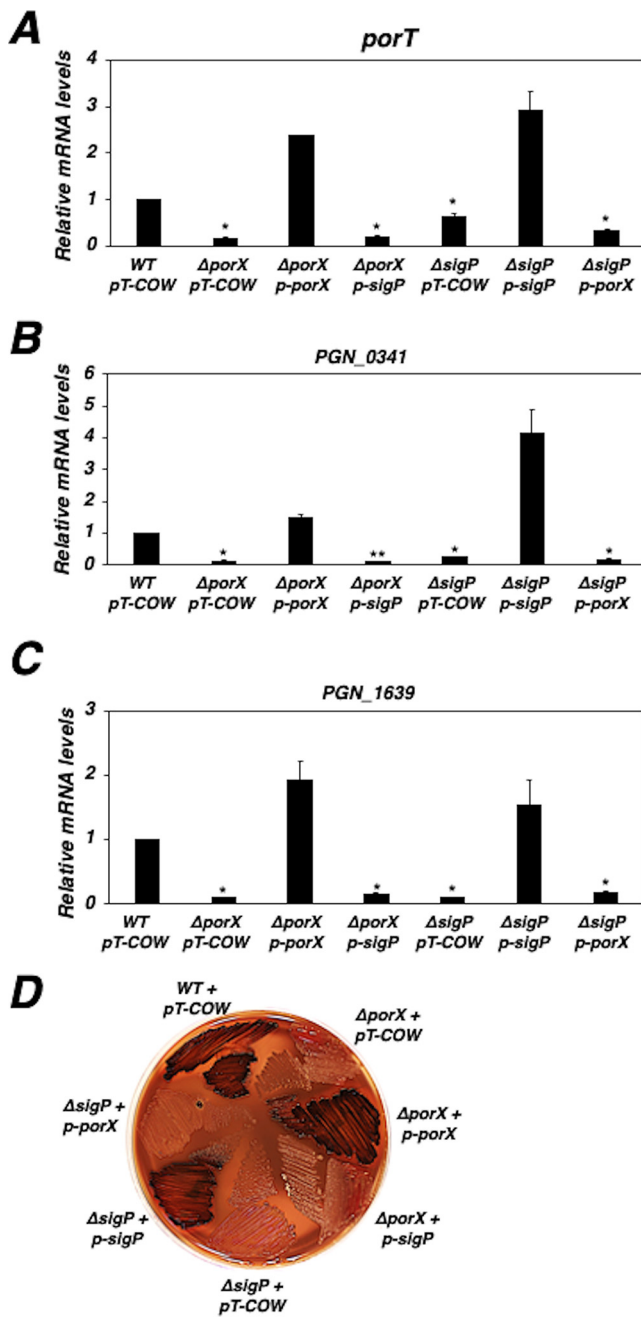 A
porT
Relative mRNA levels
4
3
2
1
0
*
*
*
*
WT
pT-COW
ΔporX
pT-COW
ΔporX
p-porX
ΔporX
p-sigP
ΔsigP
pT-COW
ΔsigP
p-sigP
ΔsigP
p-porX
B
PGN_0341
Relative mRNA levels
6
5
4
3
2
1
0
*
**
*
*
WT
pT-COW
ΔporX
pT-COW
ΔporX
p-porX
ΔporX
p-sigP
ΔsigP
pT-COW
ΔsigP
p-sigP
ΔsigP
p-porX
C
PGN_1639
Relative mRNA levels
3
2
1
0
*
*
*
*
WT
pT-COW
ΔporX
pT-COW
ΔporX
p-porX
ΔporX
p-sigP
ΔsigP
pT-COW
ΔsigP
p-sigP
ΔsigP
p-porX
D
WT +
pT-COW
ΔporX +
pT-COW
ΔsigP +
p-porX
ΔporX +
p-porX
ΔsigP +
p-sigP
ΔporX +
p-sigP
ΔsigP +
pT-COW